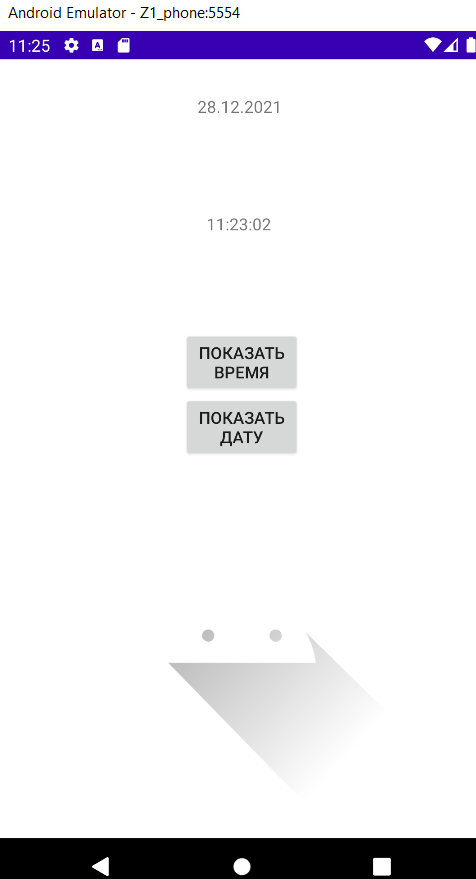 Android Emulator - Z1_phone:5554
11:25
28.12.2021
11:23:02
ПОКАЗАТЬ
ВРЕМЯ
ПОКАЗАТЬ
ДАТУ